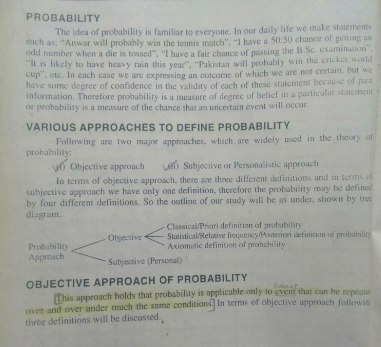 PROBABILITY
The idea of probability is familiar to everyone. In our daily life we make statements
such as; "Anwar will probably win the tennis match", "I have a 50:50 chance of getting an
odd number when a die is tossed", "I have a fair chance of passing the B.Sc. examination",
"It is likely to have heavy rain this year", "Pakistan will probably win the cricket world
cup", etc. In each case we are expressing an outcome of which we are not certain, but we
have some degree of confidence in the validity of each of these statement because of past
information. Therefore probability is a measure of degree of belief in a particular statement
or probability is a measure of the chance that an uncertain event will occur.
VARIOUS APPROACHES TO DEFINE PROBABILITY
Following are two major approaches, which are widely used in the theory of
probability:
(i) Objective approach (ii) Subjective or Personalistic approach
In terms of objective approach, there are three different definitions and in terms of
subjective approach we have only one definition, therefore the probability may be defined
by four different definitions. So the outline of our study will be as under, shown by tree
diagram.
Classical/Priori definition of probability
Objective Statistical/Relative frequency/Posteriori definition of probability
Probability Axiomatic definition of probability
Approach
Subjective (Personal)
OBJECTIVE APPROACH OF PROBABILITY
This approach holds that probability is applicable only to event that can be repeated
over and over under much the same conditions. In terms of objective approach following
three definitions will be discussed.